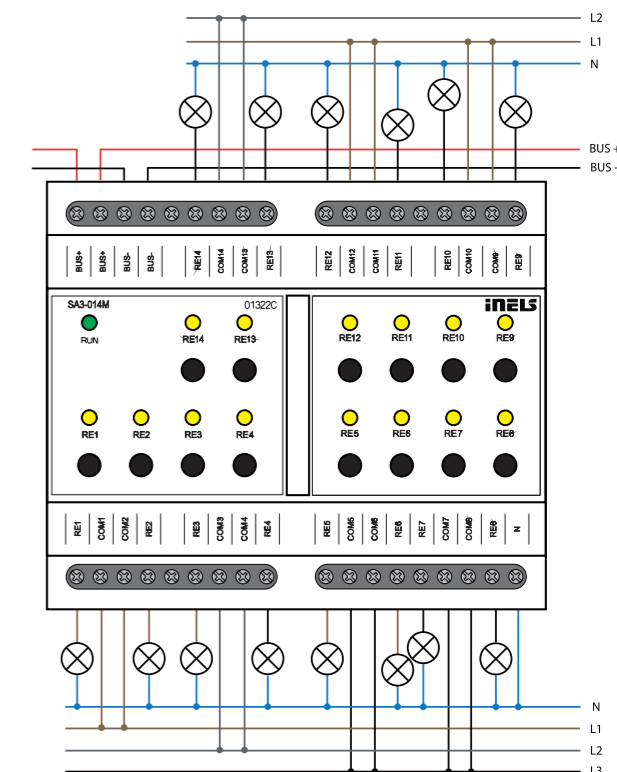 L2
L1
N
BUS +
BUS -
BUS+ BUS+ BUS- BUS- RE14 COM14 COM13 RE13 RE12 COM12 COM11 RE11 RE10 COM10 COM9 RE9
SA3-014M 01322C iNELS
RUN RE14 RE13 RE12 RE11 RE10 RE9
RE1 RE2 RE3 RE4 RE5 RE6 RE7 RE8
RE1 COM1 COM2 RE2 RE3 COM3 COM4 RE4 RE5 COM5 COM6 RE6 RE7 COM7 COM8 RE8 N
N
L1
L2
L3